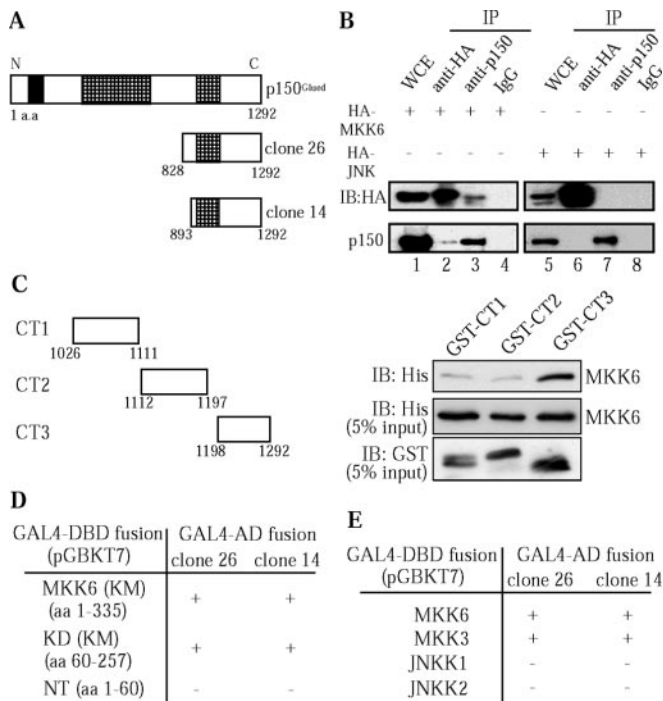 A
N C
p150Glued
1 a.a 1292
clone 26
828 1292
clone 14
893 1292
B
IP IP
WCE anti-HA anti-p150 IgG WCE anti-HA anti-p150 IgG
HA-MKK6 + + + + - - - -
HA-JNK - - - - + + + +
IB:HA
p150
1 2 3 4 5 6 7 8
C
CT1
1026 1111
CT2
1112 1197
CT3
1198 1292
GST-CT1 GST-CT2 GST-CT3
IB: His MKK6
IB: His
(5% input) MKK6
IB: GST
(5% input)
D
GAL4-DBD fusion GAL4-AD fusion
(pGBKT7) clone 26 clone 14
MKK6 (KM) + +
(aa 1-335)
KD (KM) + +
(aa 60-257)
NT (aa 1-60) - -
E
GAL4-DBD fusion GAL4-AD fusion
(pGBKT7) clone 26 clone 14
MKK6 + +
MKK3 + +
JNKK1 - -
JNKK2 - -